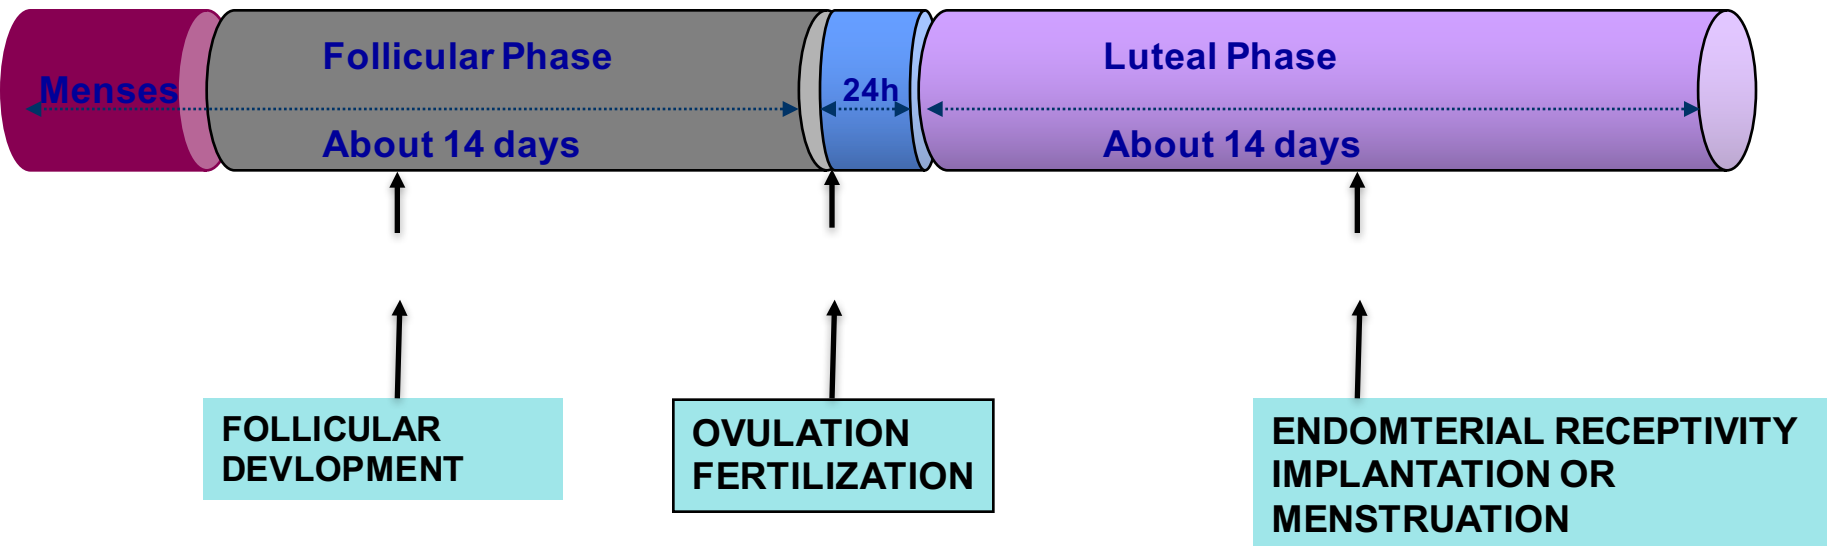 Menses
Follicular Phase
About 14 days
24h
Luteal Phase
About 14 days
FOLLICULAR
DEVLOPMENT
OVULATION
FERTILIZATION
ENDOMTERIAL RECEPTIVITY
IMPLANTATION OR
MENSTRUATION